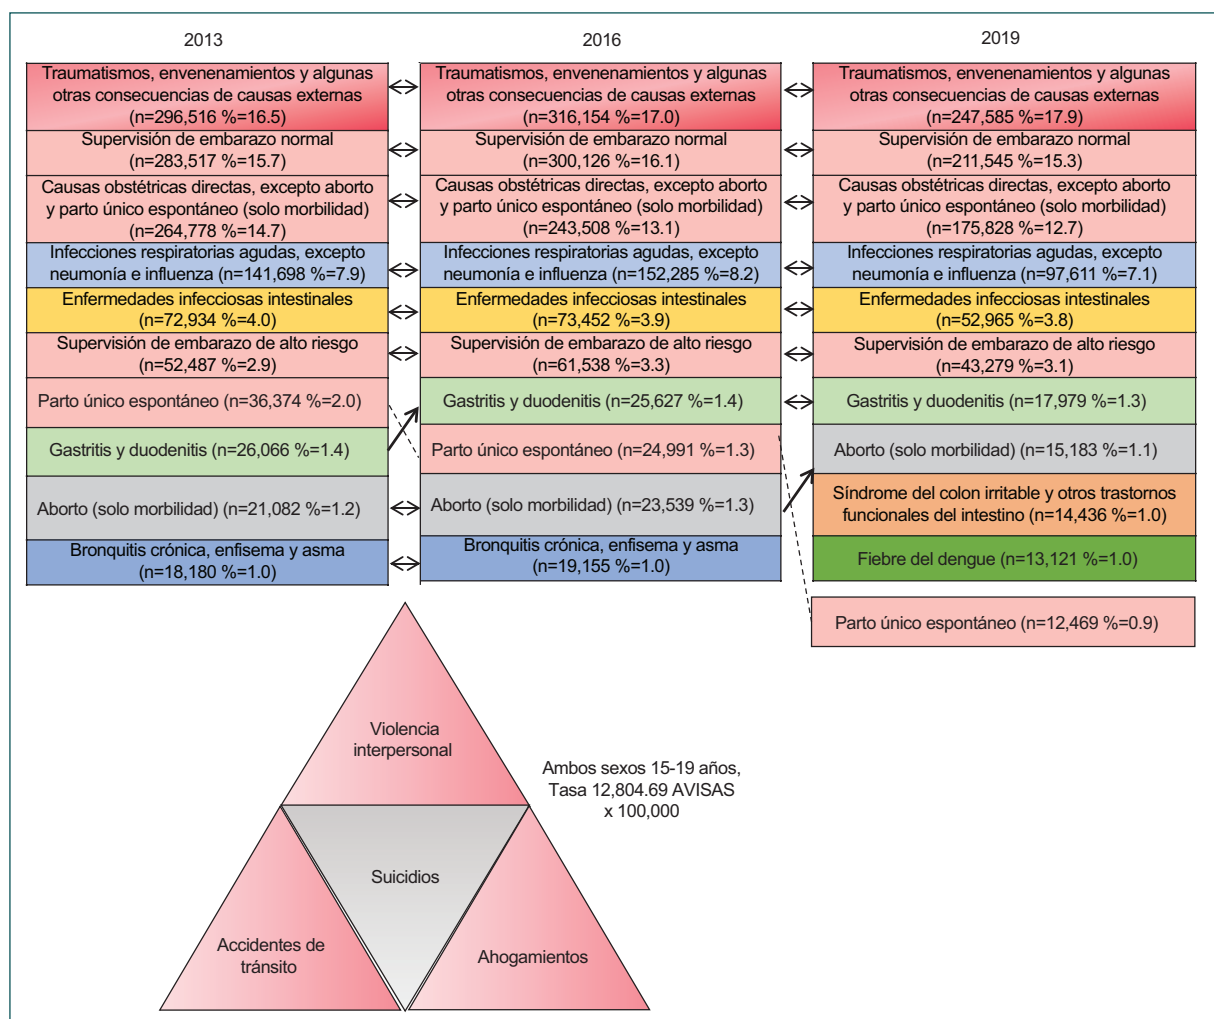 2013
Traumatismos, envenenamientos y algunas
otras consecuencias de causas externas
(n=296,516 %=16.5)
Supervisión de embarazo normal
(n=283,517 %=15.7)
Causas obstétricas directas, excepto aborto
y parto único espontáneo (solo morbilidad)
(n=264,778 %=14.7)
Infecciones respiratorias agudas, excepto
neumonía e influenza (n=141,698 %=7.9)
Enfermedades infecciosas intestinales
(n=72,934 %=4.0)
Supervisión de embarazo de alto riesgo
(n=52,487 %=2.9)
Parto único espontáneo (n=36,374 %=2.0)
Gastritis y duodenitis (n=26,066 %=1.4)
Aborto (solo morbilidad) (n=21,082 %=1.2)
Bronquitis crónica, enfisema y asma
(n=18,180 %=1.0)
2016
Traumatismos, envenenamientos y algunas
otras consecuencias de causas externas
(n=316,154 %=17.0)
Supervisión de embarazo normal
(n=300,126 %=16.1)
Causas obstétricas directas, excepto aborto
y parto único espontáneo (solo morbilidad)
(n=243,508 %=13.1)
Infecciones respiratorias agudas, excepto
neumonía e influenza (n=152,285 %=8.2)
Enfermedades infecciosas intestinales
(n=73,452 %=3.9)
Supervisión de embarazo de alto riesgo
(n=61,538 %=3.3)
Gastritis y duodenitis (n=25,627 %=1.4)
Parto único espontáneo (n=24,991 %=1.3)
Aborto (solo morbilidad) (n=23,539 %=1.3)
Bronquitis crónica, enfisema y asma
(n=19,155 %=1.0)
2019
Traumatismos, envenenamientos y algunas
otras consecuencias de causas externas
(n=247,585 %=17.9)
Supervisión de embarazo normal
(n=211,545 %=15.3)
Causas obstétricas directas, excepto aborto
y parto único espontáneo (solo morbilidad)
(n=175,828 %=12.7)
Infecciones respiratorias agudas, excepto
neumonía e influenza (n=97,611 %=7.1)
Enfermedades infecciosas intestinales
(n=52,965 %=3.8)
Supervisión de embarazo de alto riesgo
(n=43,279 %=3.1)
Gastritis y duodenitis (n=17,979 %=1.3)
Aborto (solo morbilidad) (n=15,183 %=1.1)
Síndrome del colon irritable y otros trastornos
funcionales del intestino (n=14,436 %=1.0)
Fiebre del dengue (n=13,121 %=1.0)
Parto único espontáneo (n=12,469 %=0.9)
Violencia
interpersonal
Ambos sexos 15-19 años,
Tasa 12,804.69 AVISAS
x 100,000
Suicidios
Accidentes de
tránsito
Ahogamientos